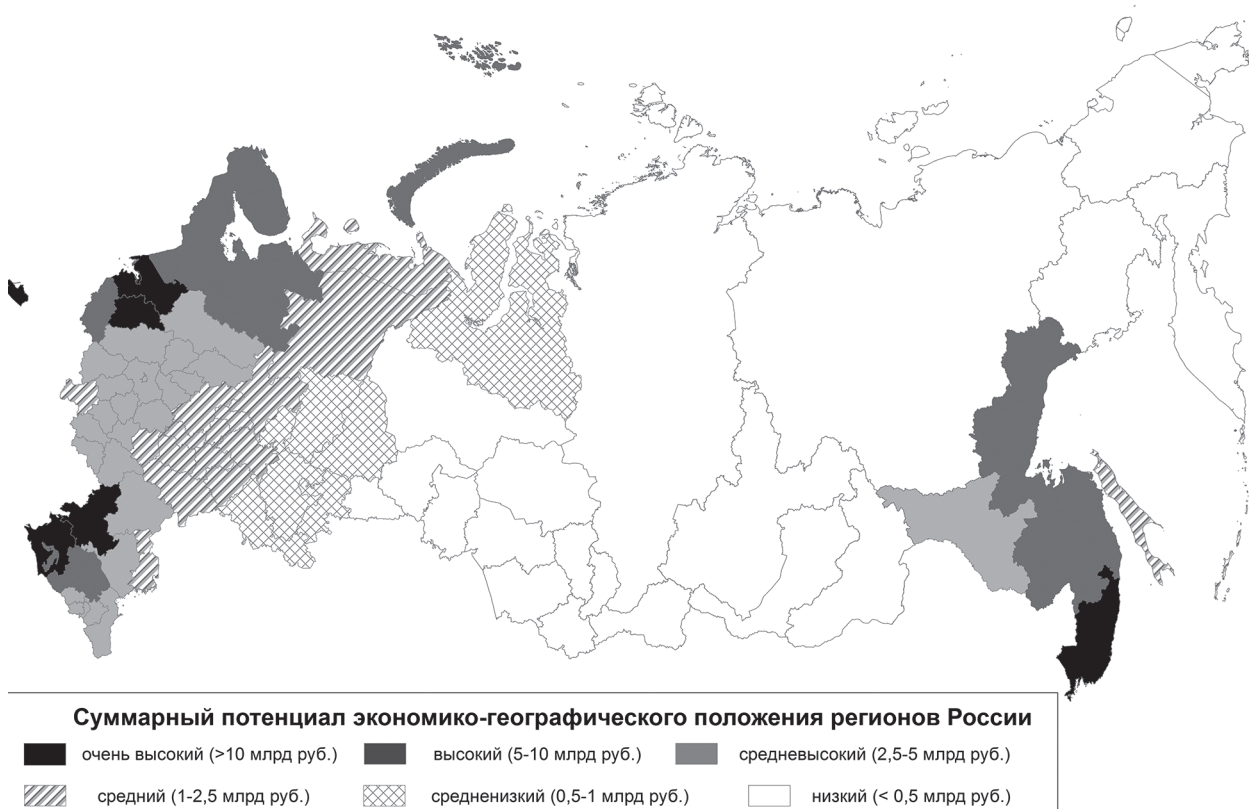 Суммарный потенциал экономико-географического положения регионов России
очень высокий (>10 млрд руб.) высокий (5-10 млрд руб.) средневысокий (2,5-5 млрд руб.)
средний (1-2,5 млрд руб.) средненизкий (0,5-1 млрд руб.) низкий (< 0,5 млрд руб.)